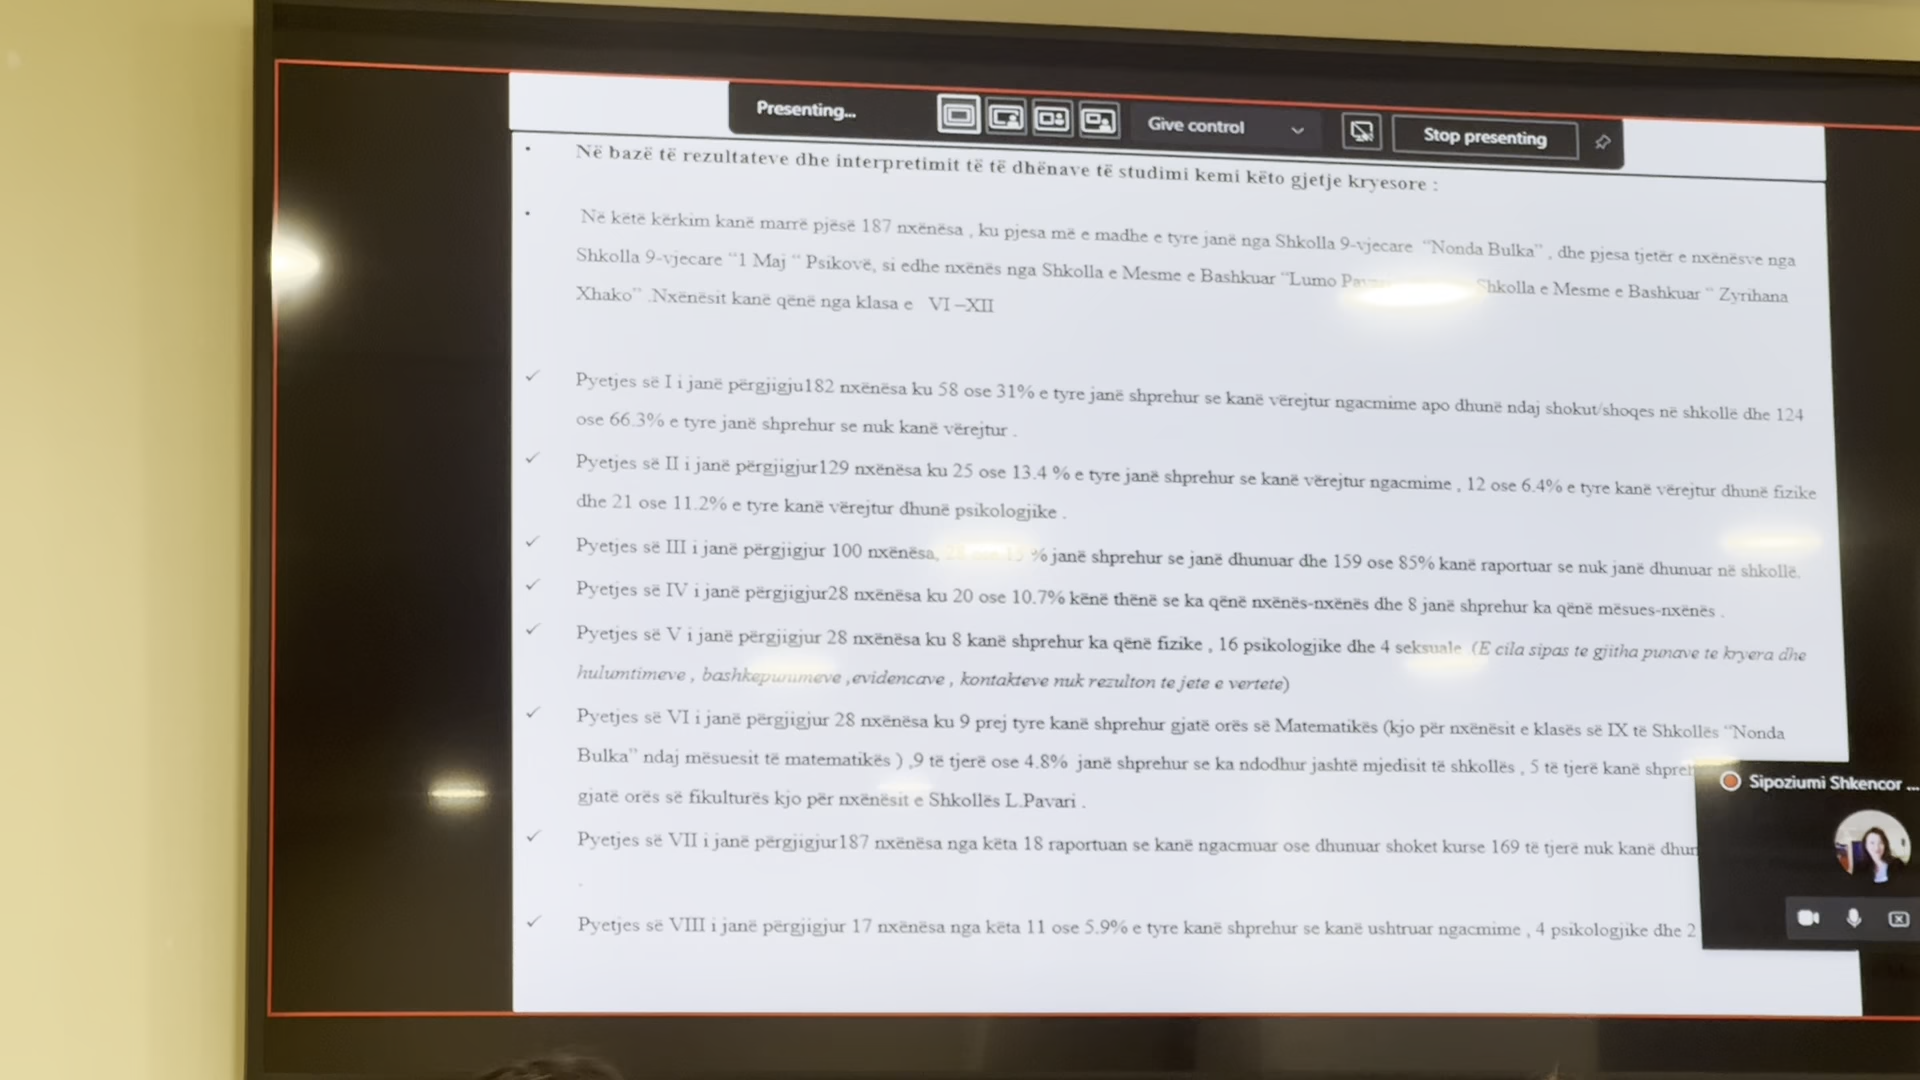 Presenting...
Give control
Stop presenting
• Në bazë të rezultateve dhe interpretimit të të dhënave të studimi kemi këto gjetje kryesore :
• Në këtë kërkim kanë marrë pjësë 187 nxënësa , ku pjesa më e madhe e tyre janë nga Shkolla 9-vjecare “Nonda Bulka” , dhe pjesa tjetër e nxënësve nga
Shkolla 9-vjecare “1 Maj “ Psikovë, si edhe nxënës nga Shkolla e Mesme e Bashkuar “Lumo Shkolla e Mesme e Bashkuar “ Zyrihana
Xhako” .Nxënësit kanë qënë nga klasa e VI –XII
✓ Pyetjes së I i janë përgjigju182 nxënësa ku 58 ose 31% e tyre janë shprehur se kanë vërejtur ngacmime apo dhunë ndaj shokut/shoqes në shkollë dhe 124
ose 66.3% e tyre janë shprehur se nuk kanë vërejtur .
✓ Pyetjes së II i janë përgjigjur129 nxënësa ku 25 ose 13.4 % e tyre janë shprehur se kanë vërejtur ngacmime , 12 ose 6.4% e tyre kanë vërejtur dhunë fizike
dhe 21 ose 11.2% e tyre kanë vërejtur dhunë psikologjike .
✓ Pyetjes së III i janë përgjigjur 100 nxënësa, % janë shprehur se janë dhunuar dhe 159 ose 85% kanë raportuar se nuk janë dhunuar në shkollë.
✓ Pyetjes së IV i janë përgjigjur28 nxënësa ku 20 ose 10.7% kënë thënë se ka qënë nxënës-nxënës dhe 8 janë shprehur ka qënë mësues-nxënës .
✓ Pyetjes së V i janë përgjigjur 28 nxënësa ku 8 kanë shprehur ka qënë fizike , 16 psikologjike dhe 4 seksuale (E cila sipas te gjitha punave te kryera dhe
hulumtimeve , bashkepunimeve ,evidencave , kontakteve nuk rezulton te jete e vertete)
✓ Pyetjes së VI i janë përgjigjur 28 nxënësa ku 9 prej tyre kanë shprehur gjatë orës së Matematikës (kjo për nxënësit e klasës së IX të Shkollës “Nonda
Bulka” ndaj mësuesit të matematikës ) ,9 të tjerë ose 4.8% janë shprehur se ka ndodhur jashtë mjedisit të shkollës , 5 të tjerë kanë
gjatë orës së fikulturës kjo për nxënësit e Shkollës L.Pavari .
✓ Pyetjes së VII i janë përgjigjur187 nxënësa nga këta 18 raportuan se kanë ngacmuar ose dhunuar shoket kurse 169 të tjerë nuk kanë
.
✓ Pyetjes së VIII i janë përgjigjur 17 nxënësa nga këta 11 ose 5.9% e tyre kanë shprehur se kanë ushtruar ngacmime , 4 psikologjike dhe 2
Sipoziumi Shkencor ...